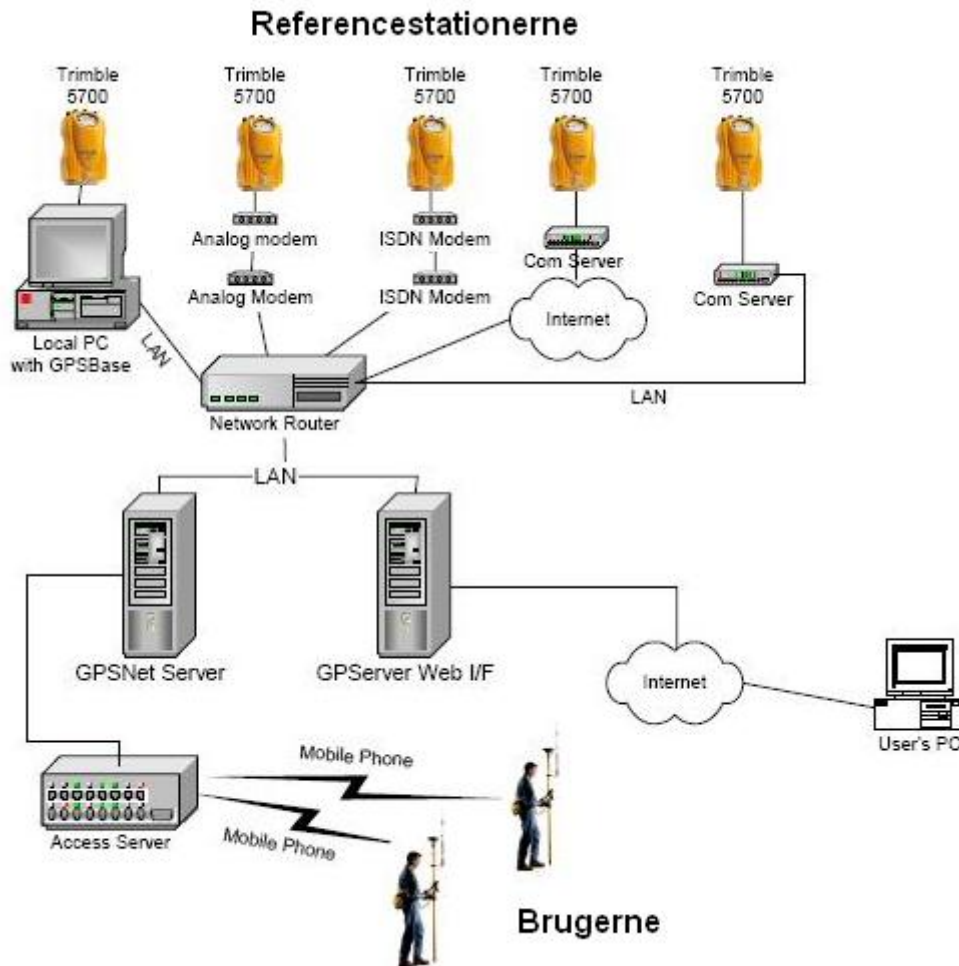 Referencestationerne
Trimble
5700
Trimble
5700
Trimble
5700
Trimble
5700
Trimble
5700
Analog modem
ISDN Modem
Com Server
Analog Modem
ISDN Modem
Com Server
Internet
Local PC
with GPSBase
LAN
LAN
Network Router
LAN
GPSNet Server
GPServer Web I/F
Internet
User's PC
Mobile Phone
Mobile Phone
Access Server
Brugerne